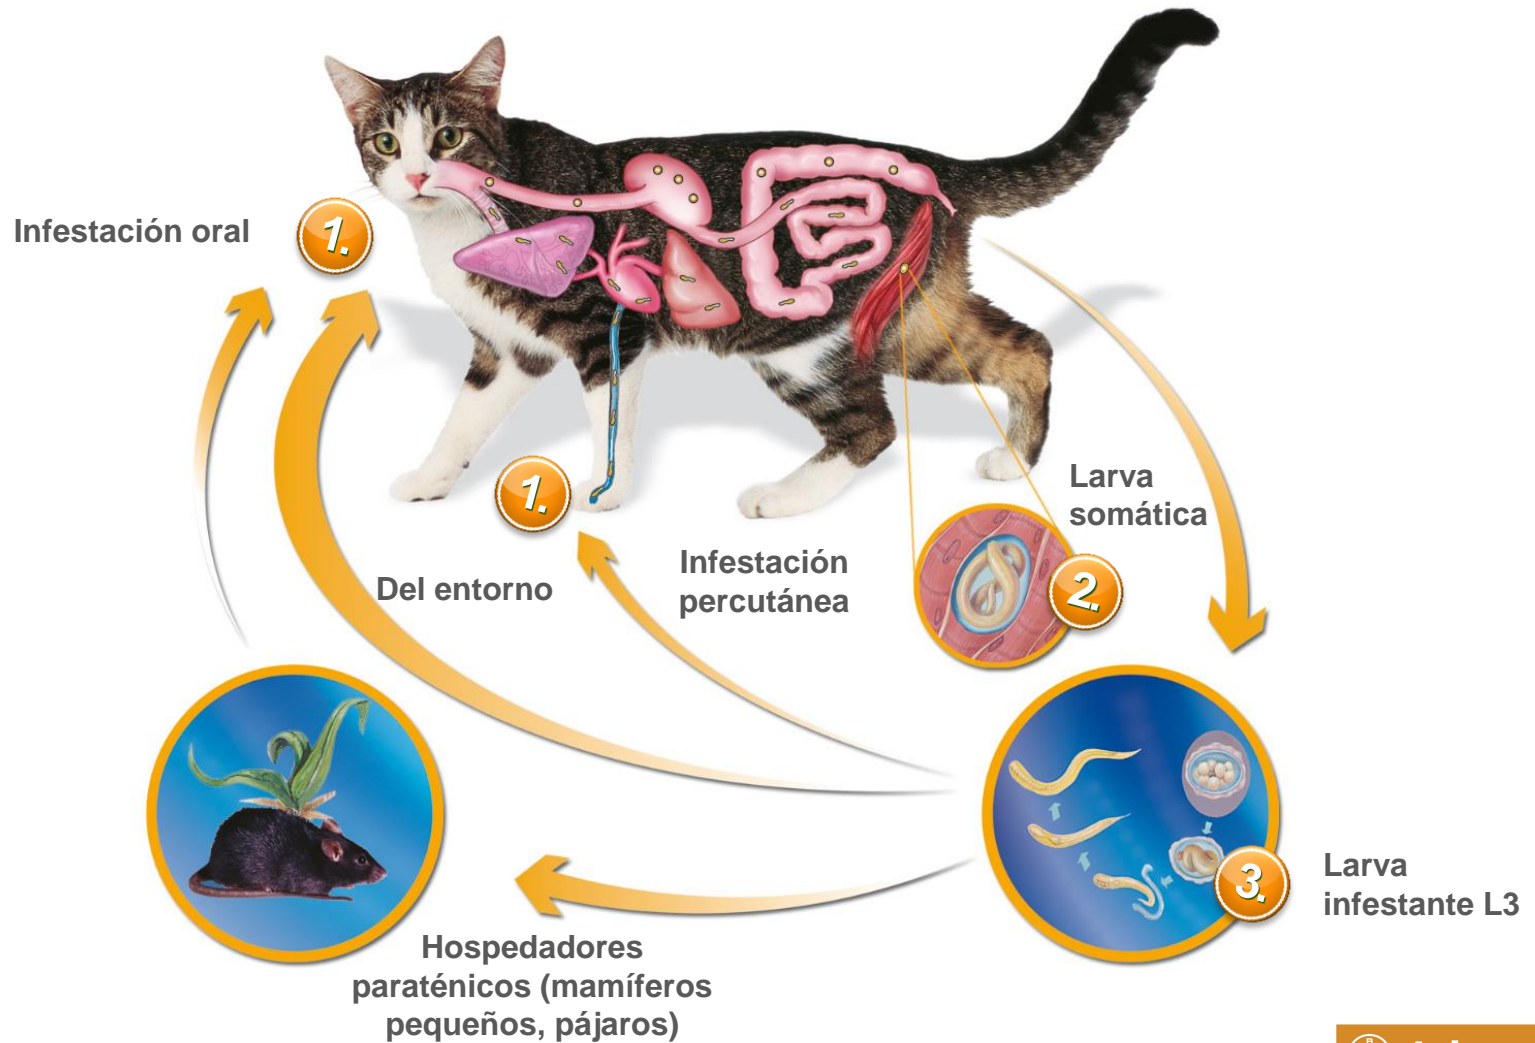 Infestación oral
1.
1.
Del entorno
Infestación
percutánea
Larva
somática
2.
3.
Larva
infestante L3
Hospedadores
paraténicos (mamíferos
pequeños, pájaros)